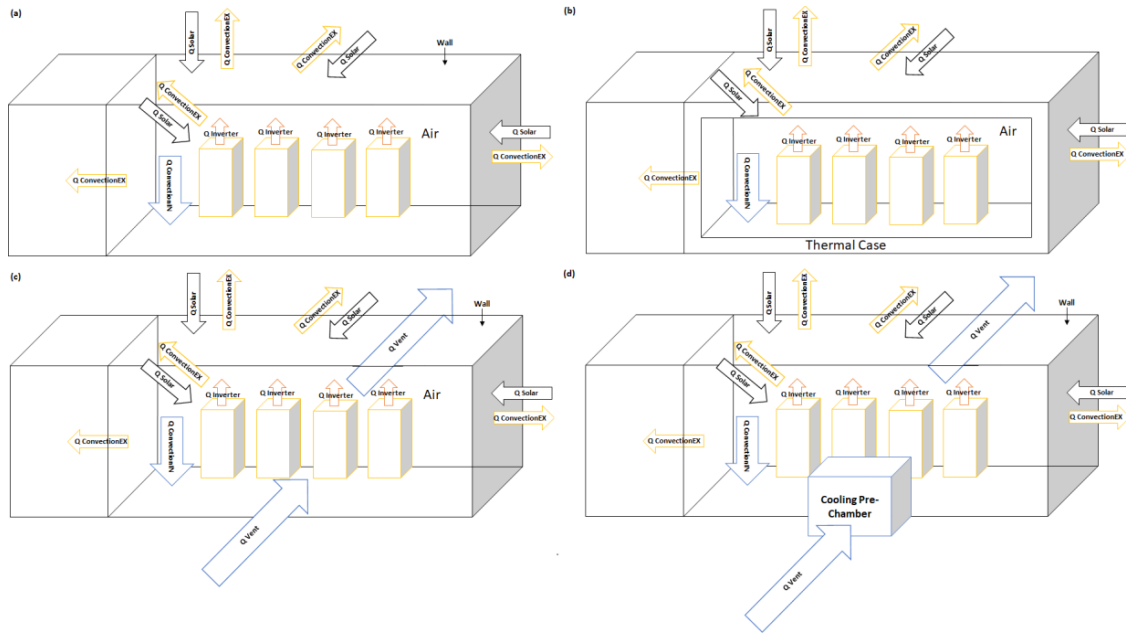 (a)
Q Solar
Q ConvectionEX
Q ConvectionEX
Q Solar
Wall
Q ConvectionEX
Q Solar
Q Inverter
Q Inverter
Q Inverter
Q Inverter
Air
Q Solar
Q ConvectionEX
Q ConvectionEX
Q ConvectionIN
(b)
Q Solar
Q ConvectionEX
Q ConvectionEX
Q Solar
Q ConvectionEX
Q Solar
Q Inverter
Q Inverter
Q Inverter
Q Inverter
Air
Q Solar
Q ConvectionEX
Q ConvectionEX
Q ConvectionIN
Thermal Case
(c)
Q Solar
Q ConvectionEX
Q ConvectionEX
Q Solar
Wall
Q Vent
Q ConvectionEX
Q Solar
Q Inverter
Q Inverter
Q Inverter
Q Inverter
Air
Q Solar
Q ConvectionEX
Q ConvectionEX
Q ConvectionIN
Q Vent
(d)
Q Solar
Q ConvectionEX
Q ConvectionEX
Q Solar
Wall
Q Vent
Q ConvectionEX
Q Solar
Q Inverter
Q Inverter
Q Inverter
Q Inverter
Q Solar
Q ConvectionEX
Q ConvectionEX
Q ConvectionIN
Cooling Pre-
Chamber
Q Vent